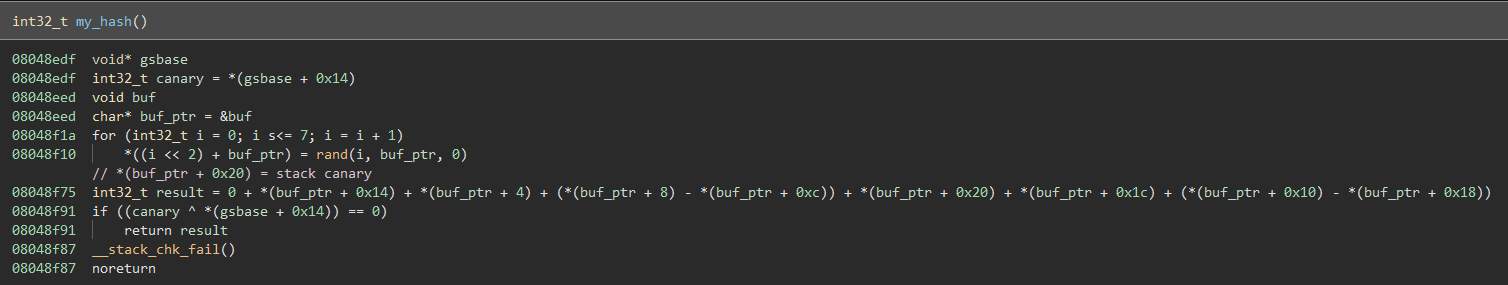 int32_t my_hash()
08048edf void* gsbase
08048edf int32_t canary = *(gsbase + 0x14)
08048eed void buf
08048eed char* buf_ptr = &buf
08048f1a for (int32_t i = 0; i s<= 7; i = i + 1)
08048f10 *((i << 2) + buf_ptr) = rand(i, buf_ptr, 0)
// *(buf_ptr + 0x20) = stack canary
08048f75 int32_t result = 0 + *(buf_ptr + 0x14) + *(buf_ptr + 4) + (*(buf_ptr + 8) - *(buf_ptr + 0xc)) + *(buf_ptr + 0x20) + *(buf_ptr + 0x1c) + (*(buf_ptr + 0x10) - *(buf_ptr + 0x18))
08048f91 if ((canary ^ *(gsbase + 0x14)) == 0)
08048f91 return result
08048f87 __stack_chk_fail()
08048f87 noreturn